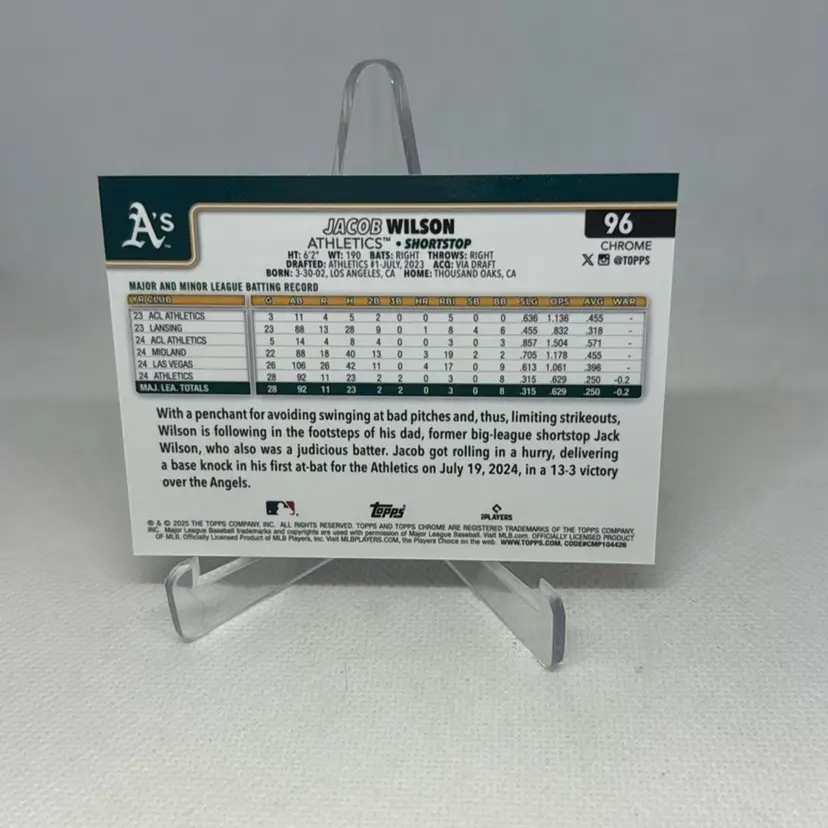 A's
JACOB WILSON
ATHLETICS™ • SHORTSTOP
HT: 6'2" WT: 190 BATS: RIGHT THROWS: RIGHT
DRAFTED: ATHLETICS #1-JULY, 2023 ACQ: VIA DRAFT
BORN: 3-30-02, LOS ANGELES, CA HOME: THOUSAND OAKS, CA
96
CHROME
X @TOPPS
MAJOR AND MINOR LEAGUE BATTING RECORD
YR CLUB G AB R H 2B 3B HR RBI SB BB SLG OPS AVG WAR
23 ACL ATHLETICS 3 11 4 5 2 0 0 5 0 0 .636 1.136 .455 -
23 LANSING 23 88 13 28 9 0 1 8 4 6 .455 .832 .318 -
24 ACL ATHLETICS 5 14 4 8 4 0 0 3 0 3 .857 1.504 .571 -
24 MIDLAND 22 88 18 40 13 0 3 19 2 2 .705 1.178 .455 -
24 LAS VEGAS 26 106 26 42 11 0 4 17 0 9 .613 1.061 .396 -
24 ATHLETICS 28 92 11 23 2 2 0 3 0 8 .315 .629 .250 -0.2
MAJ. LEA. TOTALS 28 92 11 23 2 2 0 3 0 8 .315 .629 .250 -0.2
With a penchant for avoiding swinging at bad pitches and, thus, limiting strikeouts,
Wilson is following in the footsteps of his dad, former big-league shortstop Jack
Wilson, who also was a judicious batter. Jacob got rolling in a hurry, delivering
a base knock in his first at-bat for the Athletics on July 19, 2024, in a 13-3 victory
over the Angels.
Topps
PLAYERS
® & © 2025 THE TOPPS COMPANY, INC. ALL RIGHTS RESERVED. TOPPS AND TOPPS CHROME ARE REGISTERED TRADEMARKS OF THE TOPPS COMPANY,
INC. Major League Baseball trademarks and copyrights are used with permission of Major League Baseball. Visit MLB.com. OFFICIALLY LICENSED PRODUCT
OF MLB. Officially Licensed Product of MLB Players, Inc. Visit MLBPLAYERS.COM, the Players Choice on the web. WWW.TOPPS.COM. CODE#CMP104426